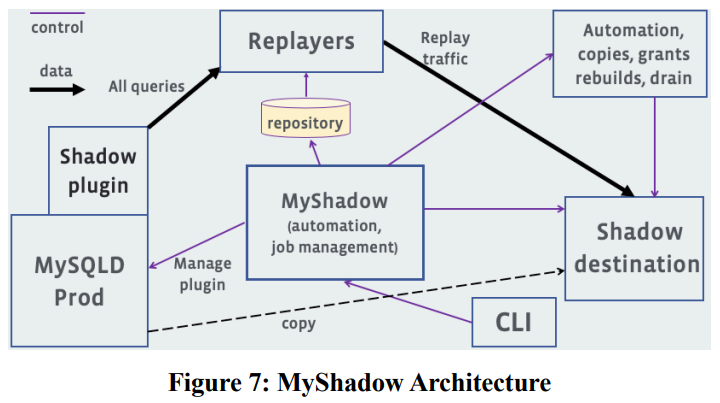 control
data
All queries
Replayers
Replay
traffic
Automation,
copies, grants
rebuilds, drain
repository
Shadow
plugin
MyShadow
(automation,
job management)
MySQLD
Prod
Manage
plugin
Shadow
destination
copy
CLI
Figure 7: MyShadow Architecture